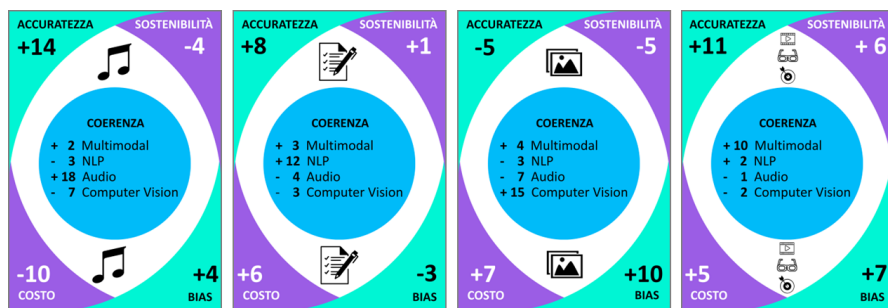 ACCURATEZZA SOSTENIBILITÀ
+14 -4
COERENZA
+ 2 Multimodal
- 3 NLP
+ 18 Audio
- 7 Computer Vision
-10 +4
COSTO BIAS
ACCURATEZZA SOSTENIBILITÀ
+8 +1
COERENZA
+ 3 Multimodal
+ 12 NLP
- 4 Audio
- 3 Computer Vision
+6 -3
COSTO BIAS
ACCURATEZZA SOSTENIBILITÀ
-5 -5
COERENZA
+ 4 Multimodal
- 3 NLP
- 7 Audio
+ 15 Computer Vision
+7 +10
COSTO BIAS
ACCURATEZZA SOSTENIBILITÀ
+11 + 6
COERENZA
+ 10 Multimodal
+ 2 NLP
- 1 Audio
- 2 Computer Vision
+5 +7
COSTO BIAS